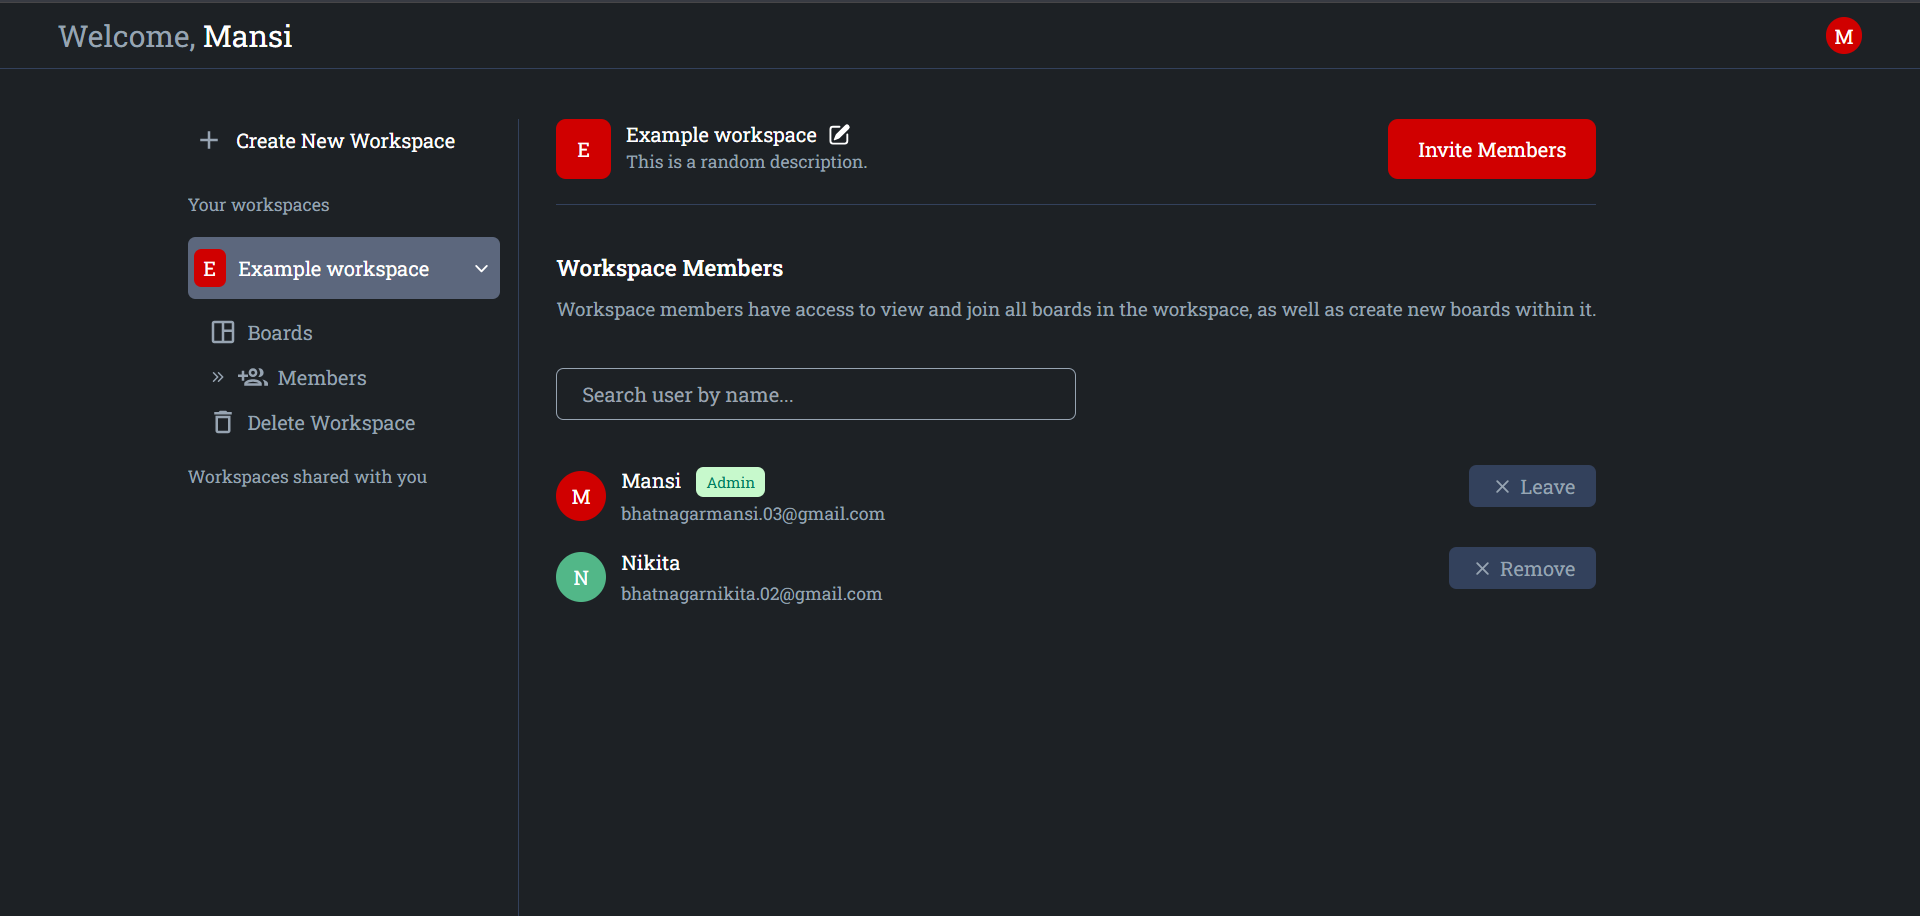 Welcome, Mansi
M
Create New Workspace
Your workspaces
E Example workspace
Boards
Members
Delete Workspace
Workspaces shared with you
E
Example workspace
This is a random description.
Invite Members
Workspace Members
Workspace members have access to view and join all boards in the workspace, as well as create new boards within it.
Search user by name...
M
Mansi Admin
bhatnagarmansi.03@gmail.com
Leave
N
Nikita
bhatnagarnikita.02@gmail.com
Remove